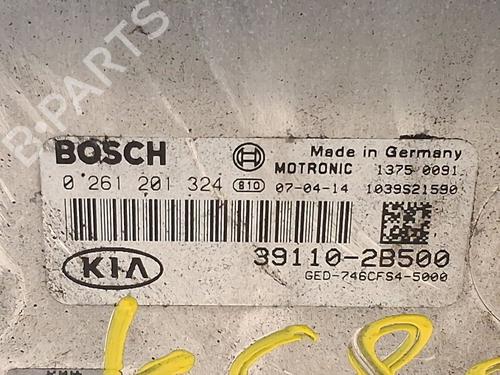 BOSCH
Made in Germany
MOTRONIC 1375 0091
0 261 201 324 810 07-04-14 1039S21590
39110-2B500
KIA
GED-746CFS4-5000
B-PARTS